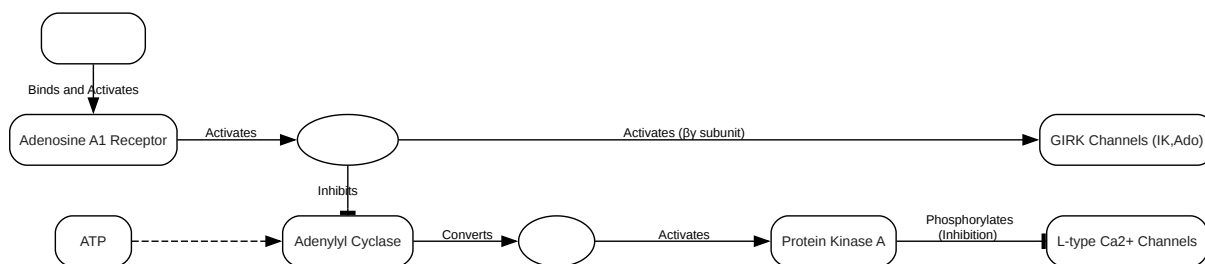 Binds and Activates
Adenosine A1 Receptor
Activates
Activates (βγ subunit)
GIRK Channels (IK,Ado)
Inhibits
ATP
Adenylyl Cyclase
Converts
Activates
Protein Kinase A
Phosphorylates
(Inhibition)
L-type Ca2+ Channels